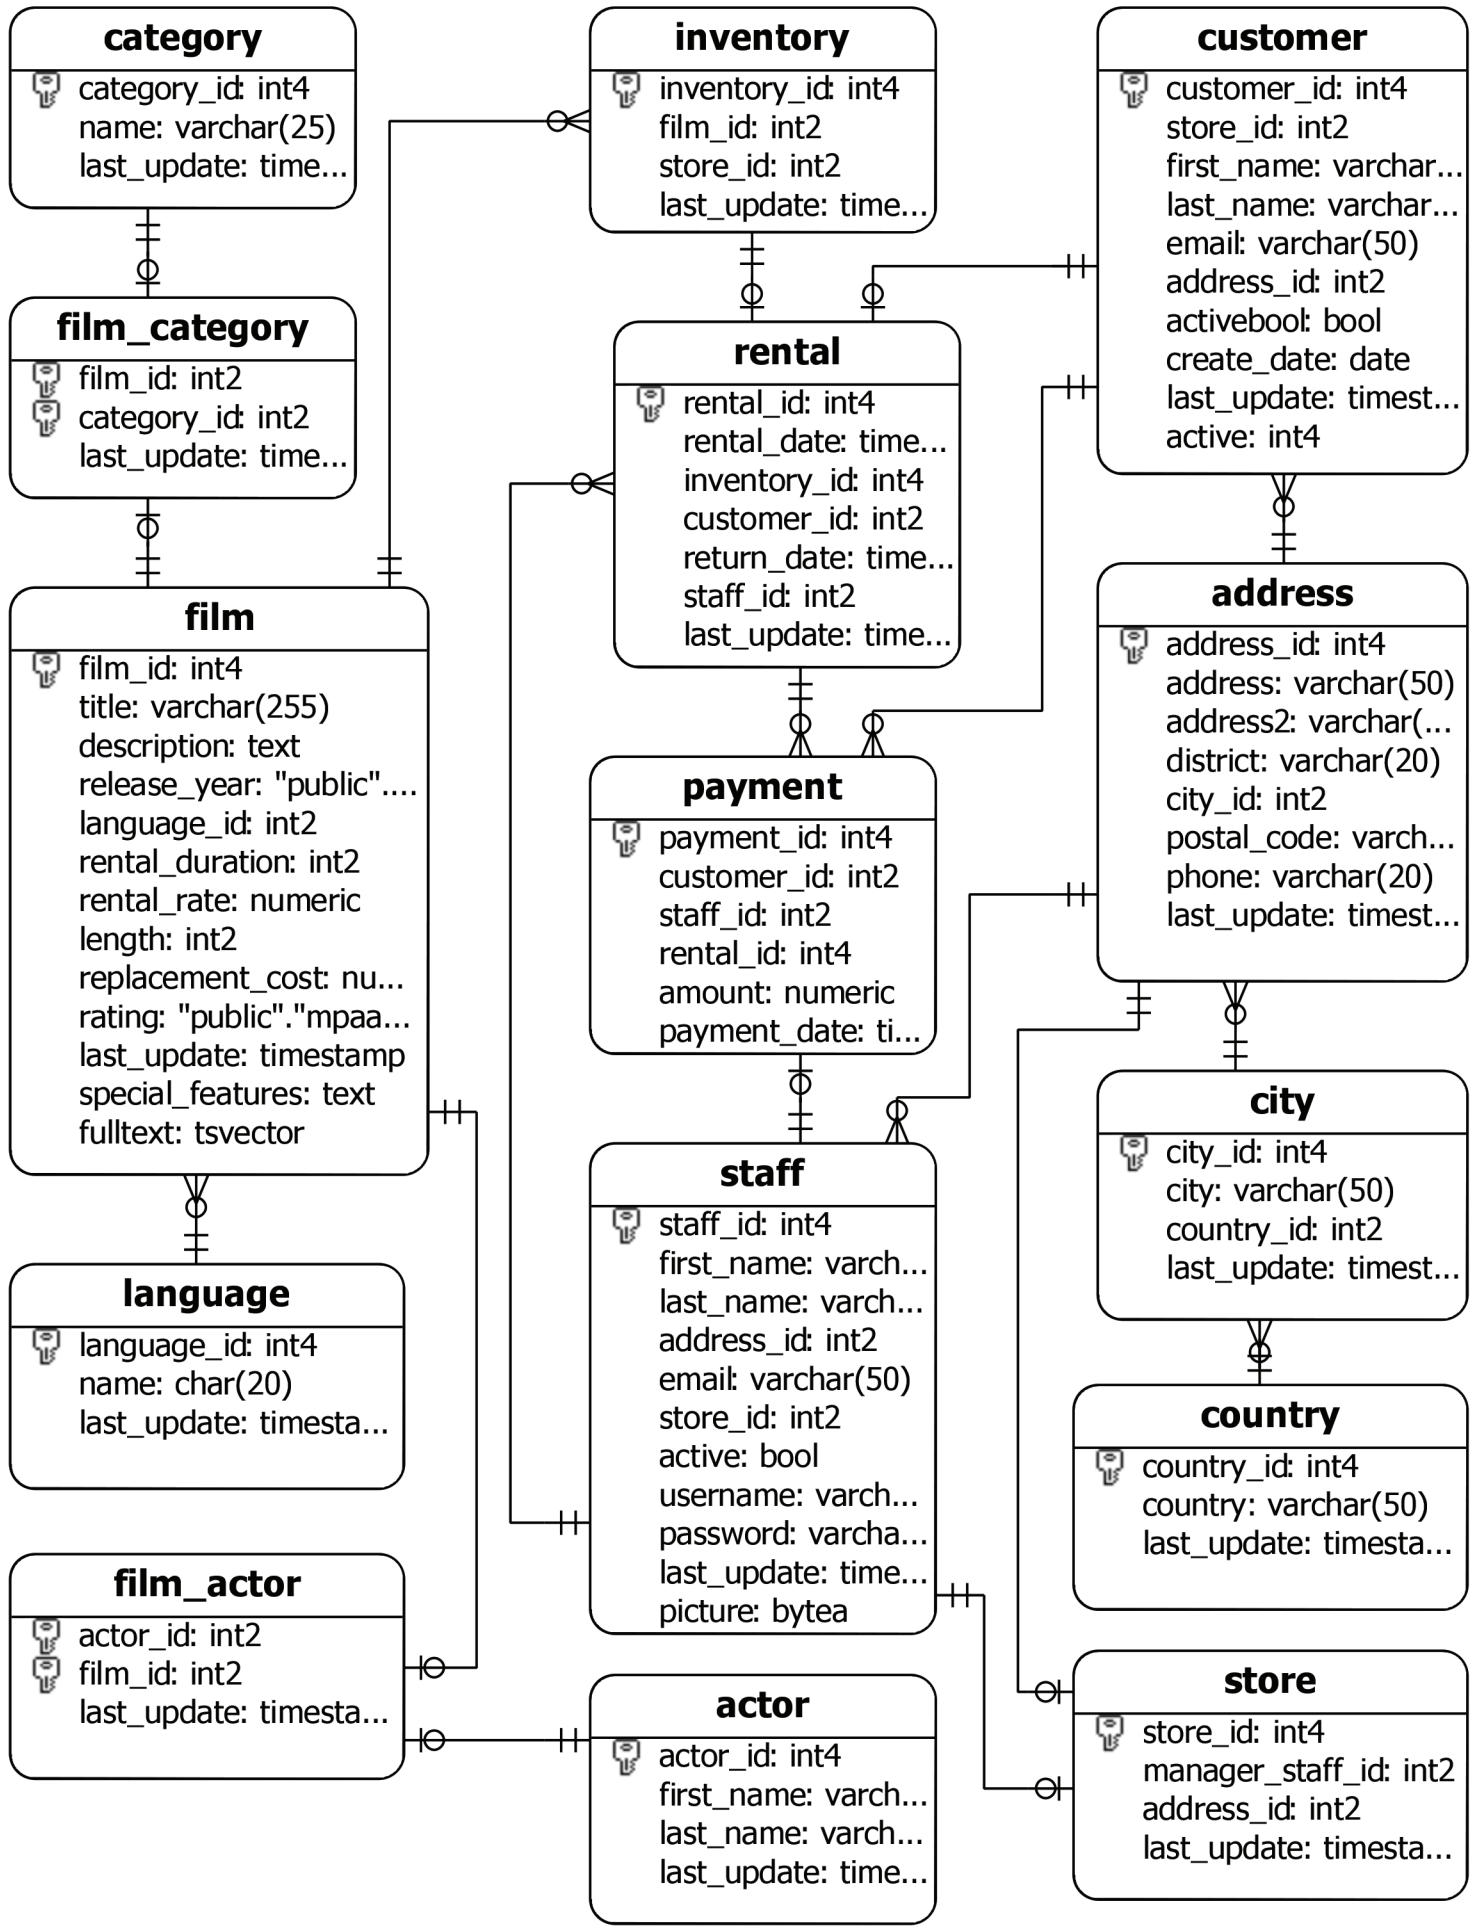 category
category_id: int4
name: varchar(25)
last_update: time...
inventory
inventory_id: int4
film_id: int2
store_id: int2
last_update: time...
customer
customer_id: int4
store_id: int2
first_name: varchar...
last_name: varchar...
email: varchar(50)
address_id: int2
activebool: bool
create_date: date
last_update: timest...
active: int4
film_category
film_id: int2
category_id: int2
last_update: time...
rental
rental_id: int4
rental_date: time...
inventory_id: int4
customer_id: int2
return_date: time...
staff_id: int2
last_update: time...
film
film_id: int4
title: varchar(255)
description: text
release_year: "public"....
language_id: int2
rental_duration: int2
rental_rate: numeric
length: int2
replacement_cost: nu...
rating: "public"."mpaa...
last_update: timestamp
special_features: text
fulltext: tsvector
address
address_id: int4
address: varchar(50)
address2: varchar(...
district: varchar(20)
city_id: int2
postal_code: varch...
phone: varchar(20)
last_update: timest...
payment
payment_id: int4
customer_id: int2
staff_id: int2
rental_id: int4
amount: numeric
payment_date: ti...
city
city_id: int4
city: varchar(50)
country_id: int2
last_update: timest...
staff
staff_id: int4
first_name: varch...
last_name: varch...
address_id: int2
email: varchar(50)
store_id: int2
active: bool
username: varch...
password: varcha...
last_update: time...
picture: bytea
language
language_id: int4
name: char(20)
last_update: timesta...
country
country_id: int4
country: varchar(50)
last_update: timesta...
film_actor
actor_id: int2
film_id: int2
last_update: timesta...
actor
actor_id: int4
first_name: varch...
last_name: varch...
last_update: time...
store
store_id: int4
manager_staff_id: int2
address_id: int2
last_update: timesta...